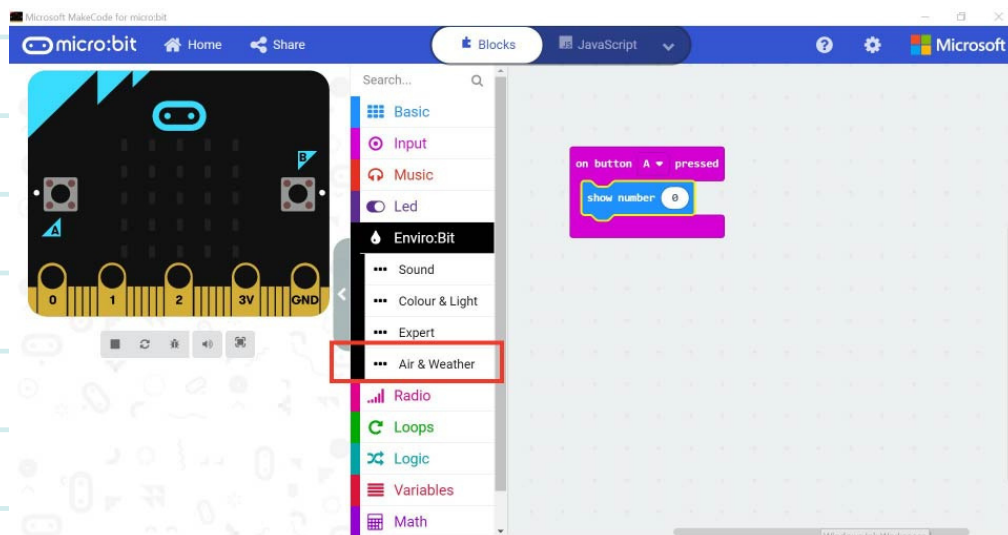 Microsoft MakeCode for micro:bit
micro:bit Home Share Blocks JavaScript Microsoft
Search...
Basic
Input
Music
Led
Enviro:Bit
Sound
Colour & Light
Expert
Air & Weather
Radio
Loops
Logic
Variables
Math
A
B
0 1 2 3V GND
on button A pressed
show number 0